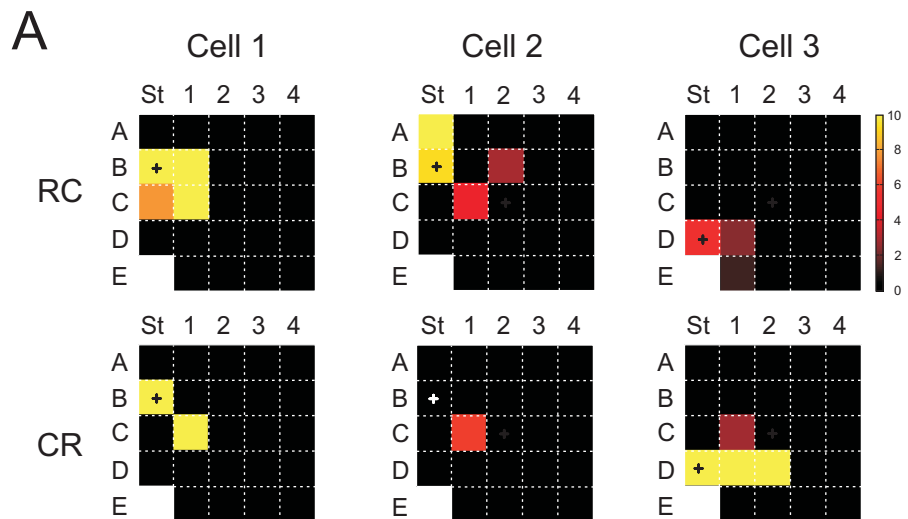 A
Cell 1 Cell 2 Cell 3
St 1 2 3 4 St 1 2 3 4 St 1 2 3 4
RC
A A A
B B B
C C C
D D D
E E E
10
8
6
4
2
0
St 1 2 3 4 St 1 2 3 4 St 1 2 3 4
CR
A A A
B B B
C C C
D D D
E E E